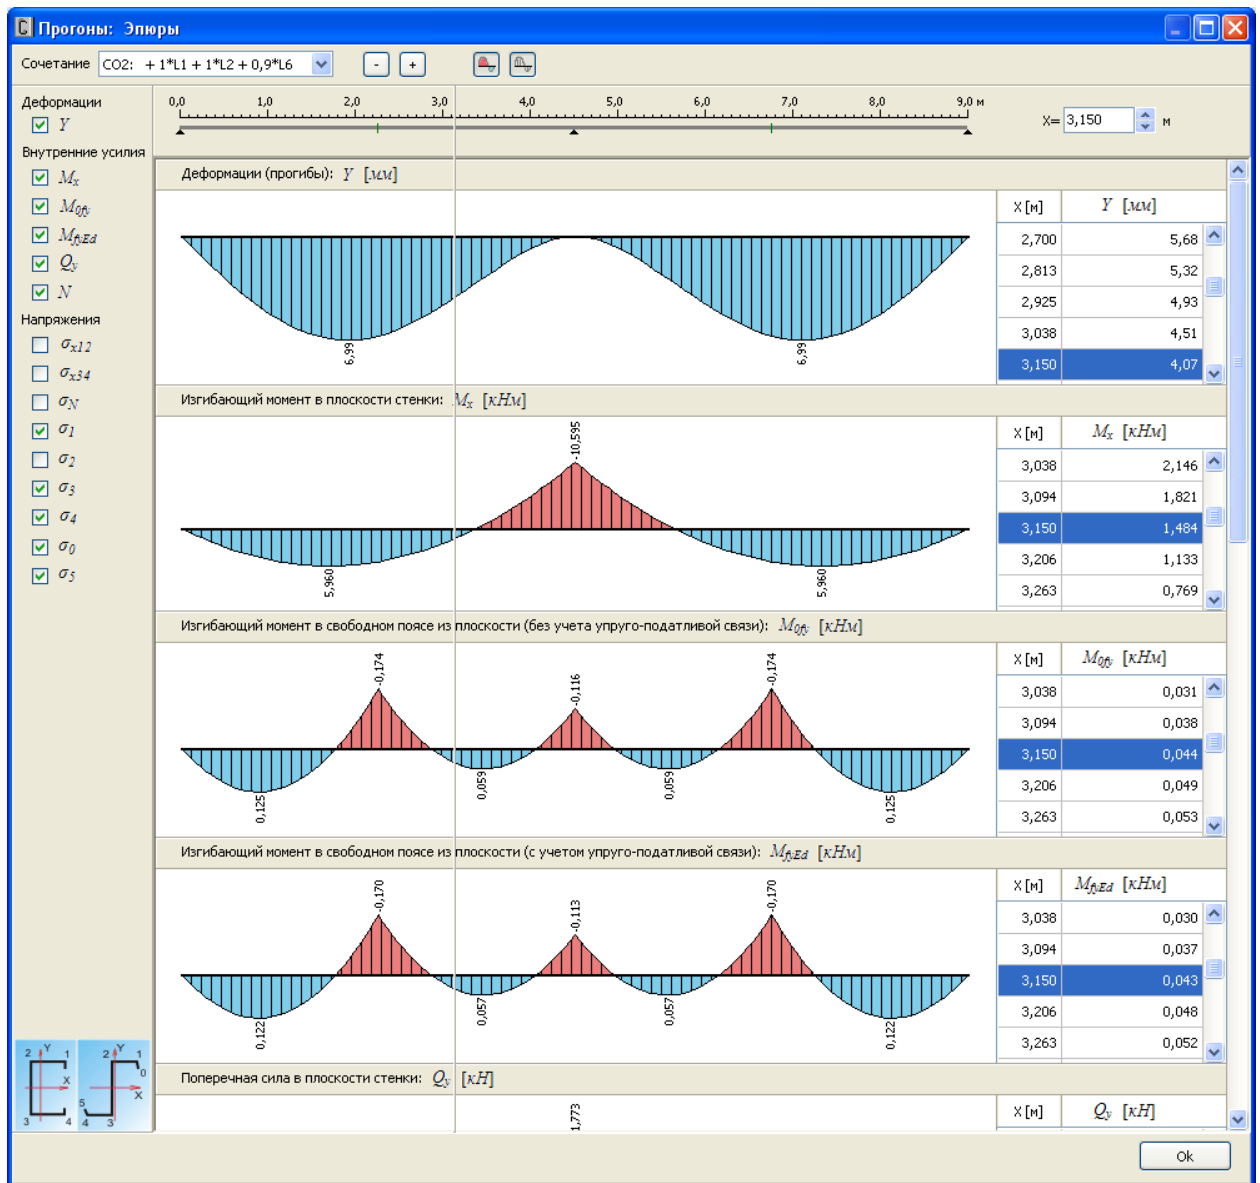 Прогоны: Эпюры
Сочетание CO2: + 1*L1 + 1*L2 + 0,9*L6 - +
Деформации
Y
Внутренние усилия
Mx
M0fy
MfyEd
Qy
N
Напряжения
σx12
σx34
σN
σ1
σ2
σ3
σ4
σ0
σ5
2 Y 1
X
3 4
2 Y 1
0
X
5
4 3
0,0 1,0 2,0 3,0 4,0 5,0 6,0 7,0 8,0 9,0 м
X= 3,150 м
Деформации (прогибы): Y [мм]
6,99 6,99
X [м] Y [мм]
2,700 5,68
2,813 5,32
2,925 4,93
3,038 4,51
3,150 4,07
Изгибающий момент в плоскости стенки: Mx [кНм]
-10,595
5,960 5,960
X [м] Mx [кНм]
3,038 2,146
3,094 1,821
3,150 1,484
3,206 1,133
3,263 0,769
Изгибающий момент в свободном поясе из плоскости (без учета упруго-податливой связи): M0fy [кНм]
-0,174 -0,116 -0,174
0,125 0,059 0,059 0,125
X [м] M0fy [кНм]
3,038 0,031
3,094 0,038
3,150 0,044
3,206 0,049
3,263 0,053
Изгибающий момент в свободном поясе из плоскости (с учетом упруго-податливой связи): MfyEd [кНм]
-0,170 -0,113 -0,170
0,122 0,057 0,057 0,122
X [м] MfyEd [кНм]
3,038 0,030
3,094 0,037
3,150 0,043
3,206 0,048
3,263 0,052
Поперечная сила в плоскости стенки: Qy [кН]
1,773
X [м] Qy [кН]
Ok